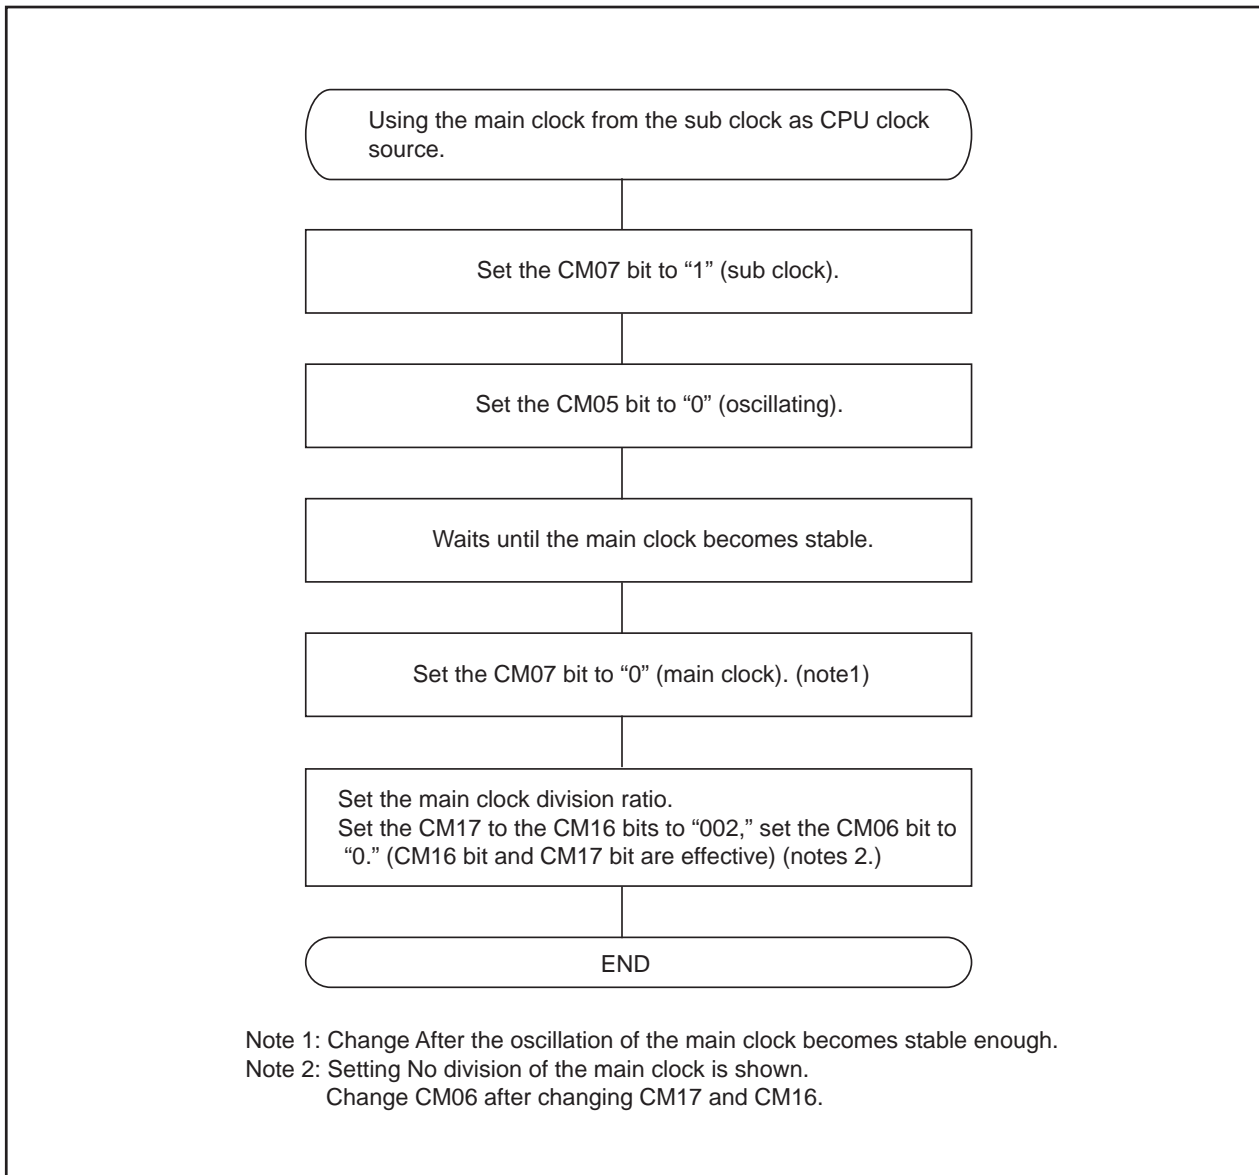 Using the main clock from the sub clock as CPU clock
source.
Set the CM07 bit to “1” (sub clock).
Set the CM05 bit to “0” (oscillating).
Waits until the main clock becomes stable.
Set the CM07 bit to “0” (main clock). (note1)
Set the main clock division ratio.
Set the CM17 to the CM16 bits to “002,” set the CM06 bit to
“0.” (CM16 bit and CM17 bit are effective) (notes 2.)
END
Note 1: Change After the oscillation of the main clock becomes stable enough.
Note 2: Setting No division of the main clock is shown.
Change CM06 after changing CM17 and CM16.